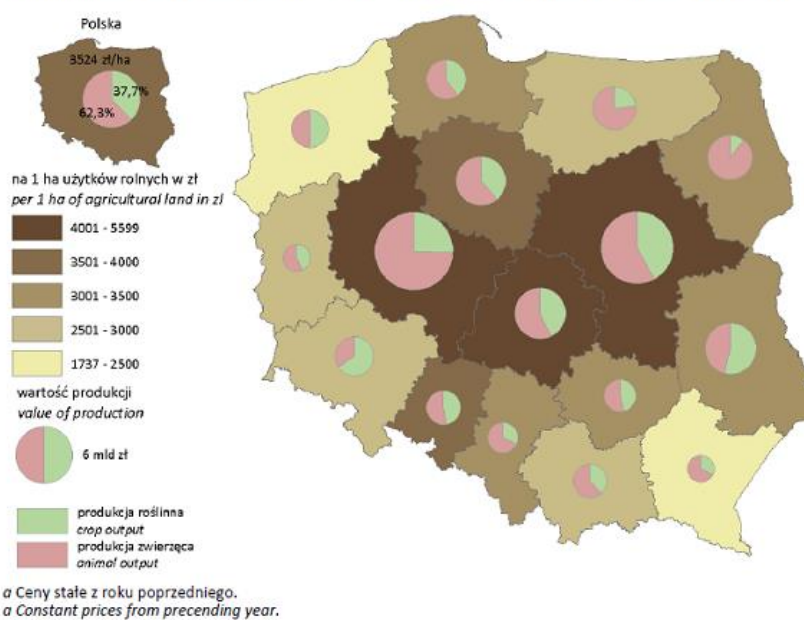 Polska
3524 zł/ha
37,7%
62,3%
na 1 ha użytków rolnych w zł
per 1 ha of agricultural land in zl
4001 - 5599
3501 - 4000
3001 - 3500
2501 - 3000
1737 - 2500
wartość produkcji
value of production
6 mld zł
produkcja roślinna
crop output
produkcja zwierzęca
animal output
a Ceny stałe z roku poprzedniego.
a Constant prices from precending year.